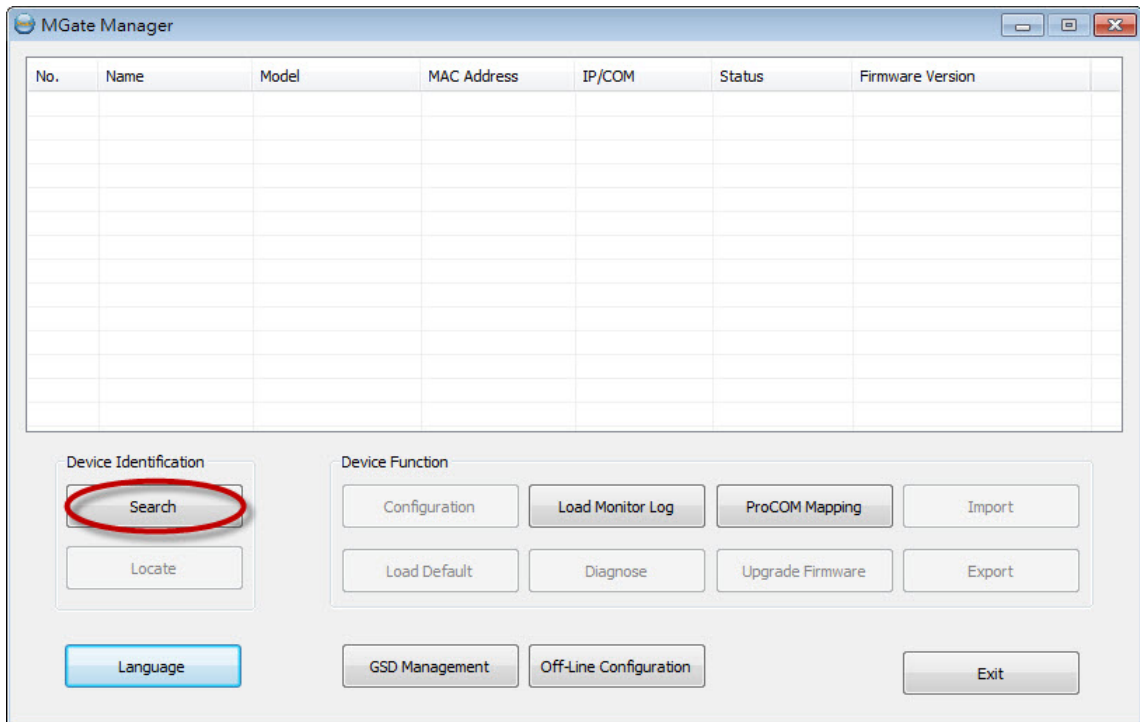 MGate Manager
No. Name Model MAC Address IP/COM Status Firmware Version
Device Identification Device Function
Search Configuration Load Monitor Log ProCOM Mapping Import
Locate Load Default Diagnose Upgrade Firmware Export
Language GSD Management Off-Line Configuration Exit